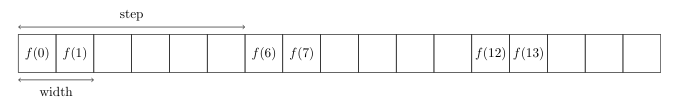 step
f(0) f(1) f(6) f(7) f(12) f(13)
width